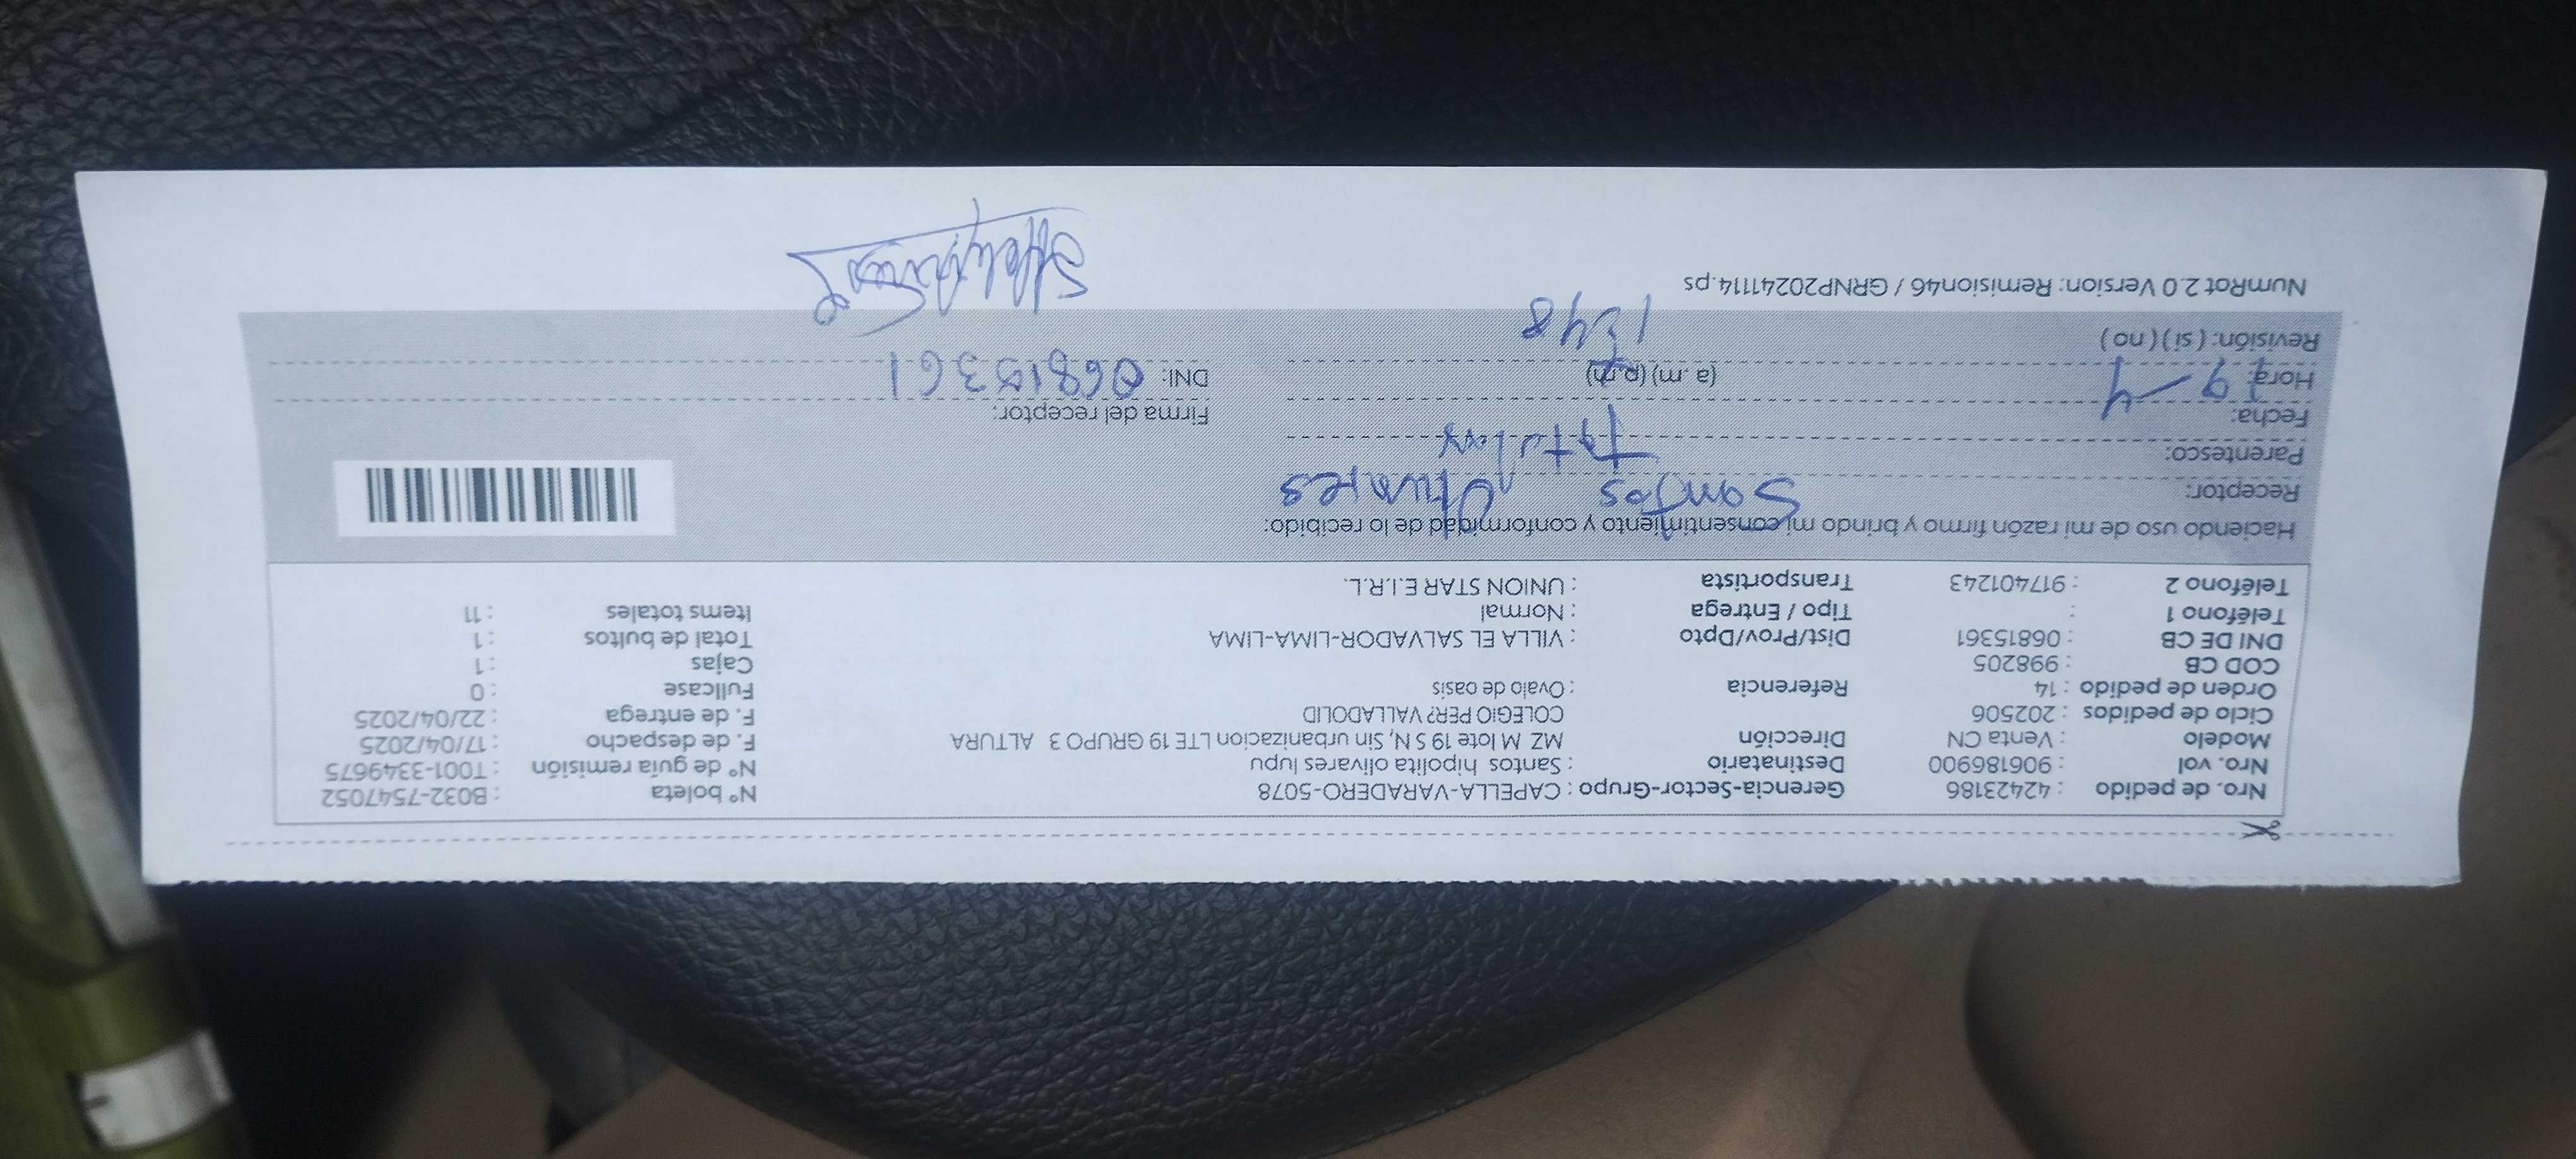 Nro. de pedido : 42423186 Gerencia-Sector-Grupo : CAPELLA-VARADERO-5078 N° boleta : B032-7547052
Nro. vol : 906186900 Destinatario : Santos hipolita olivares lupu N° de guía remisión : T001-3349675
Modelo : Venta CN Dirección MZ M lote 19 S N, Sin urbanizacion LTE 19 GRUPO 3 ALTURA F. de despacho : 17/04/2025
Ciclo de pedidos : 202506 COLEGIO PER? VALLADOLID F. de entrega : 22/04/2025
Orden de pedido : 14 Referencia : Ovalo de oasis Fullcase : 0
COD CB : 998205 Cajas : 1
DNI DE CB : 06815361 Dist/Prov/Dpto : VILLA EL SALVADOR-LIMA-LIMA Total de bultos : 1
Teléfono 1 : Tipo / Entrega : Normal Items totales : 11
Teléfono 2 : 917401243 Transportista : UNION STAR E.I.R.L.
Haciendo uso de mi razón firmo y brindo mi consentimiento y conformidad de lo recibido:
Receptor: Santos
Parentesco:
Fecha: Firma del receptor:
Hora: (a.m) (p.m) DNI: 06815361
Revisión: ( si ) ( no )
NumRot 2.0 Version: Remision46 / GRNP20241114.ps